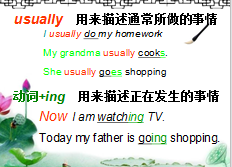 usually 用来描述通常所做的事情
I usually do my homework
My grandma usually cooks.
She usually goes shopping
动词+ing 用来描述正在发生的事情
Now I am watching TV.
Today my father is going shopping.